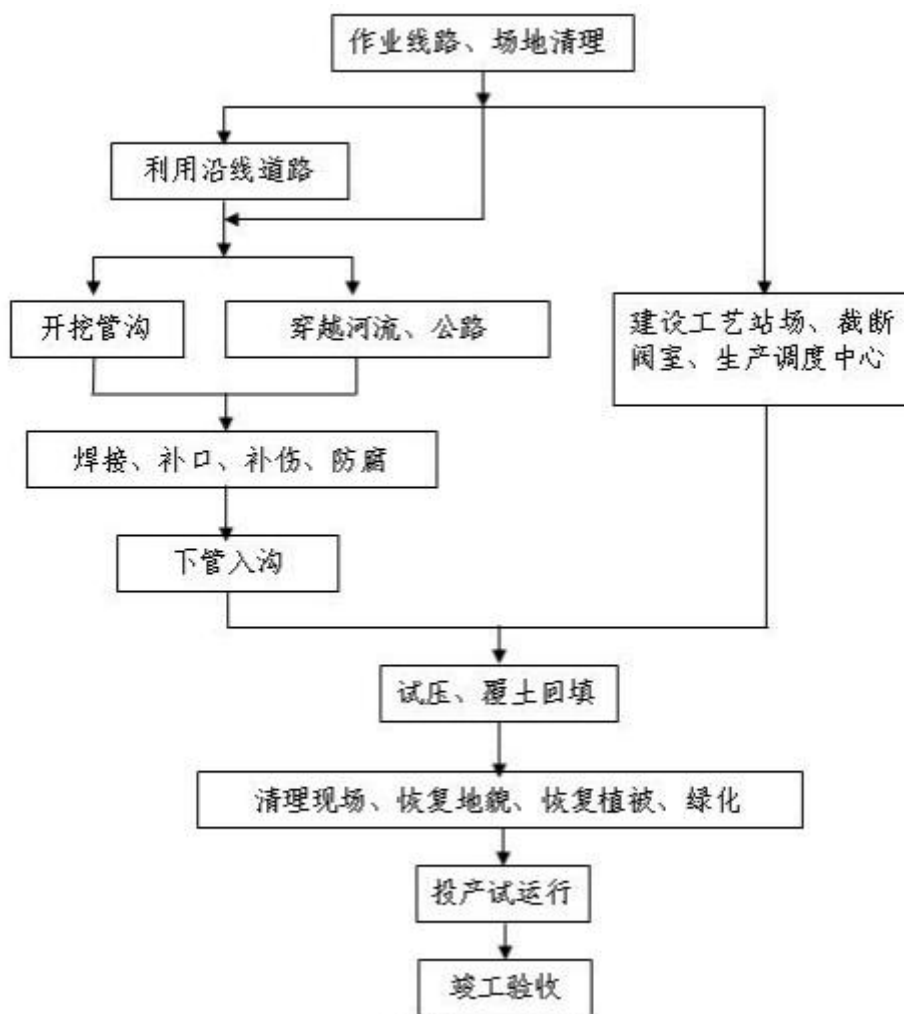 作业线路、场地清理
利用沿线道路
开挖管沟
穿越河流、公路
建设工艺站场、截断
阀室、生产调度中心
焊接、补口、补伤、防腐
下管入沟
试压、覆土回填
清理现场、恢复地貌、恢复植被、绿化
投产试运行
竣工验收